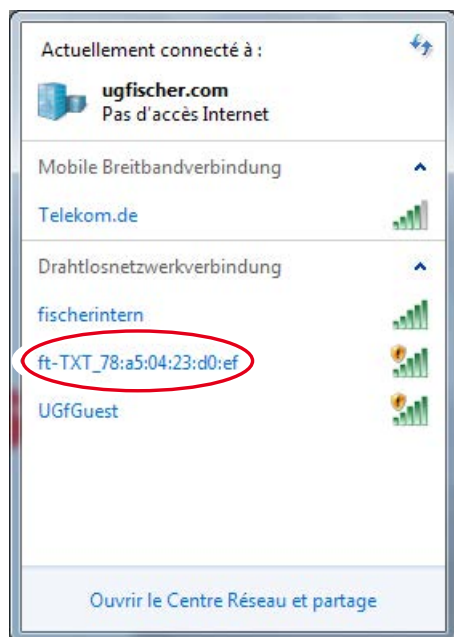 Actuellement connecté à :
ugfischer.com
Pas d'accès Internet
Mobile Breitbandverbindung
Telekom.de
Drahtlosnetzwerkverbindung
fischerintern
ft-TXT_78:a5:04:23:d0:ef
UGfGuest
Ouvrir le Centre Réseau et partage